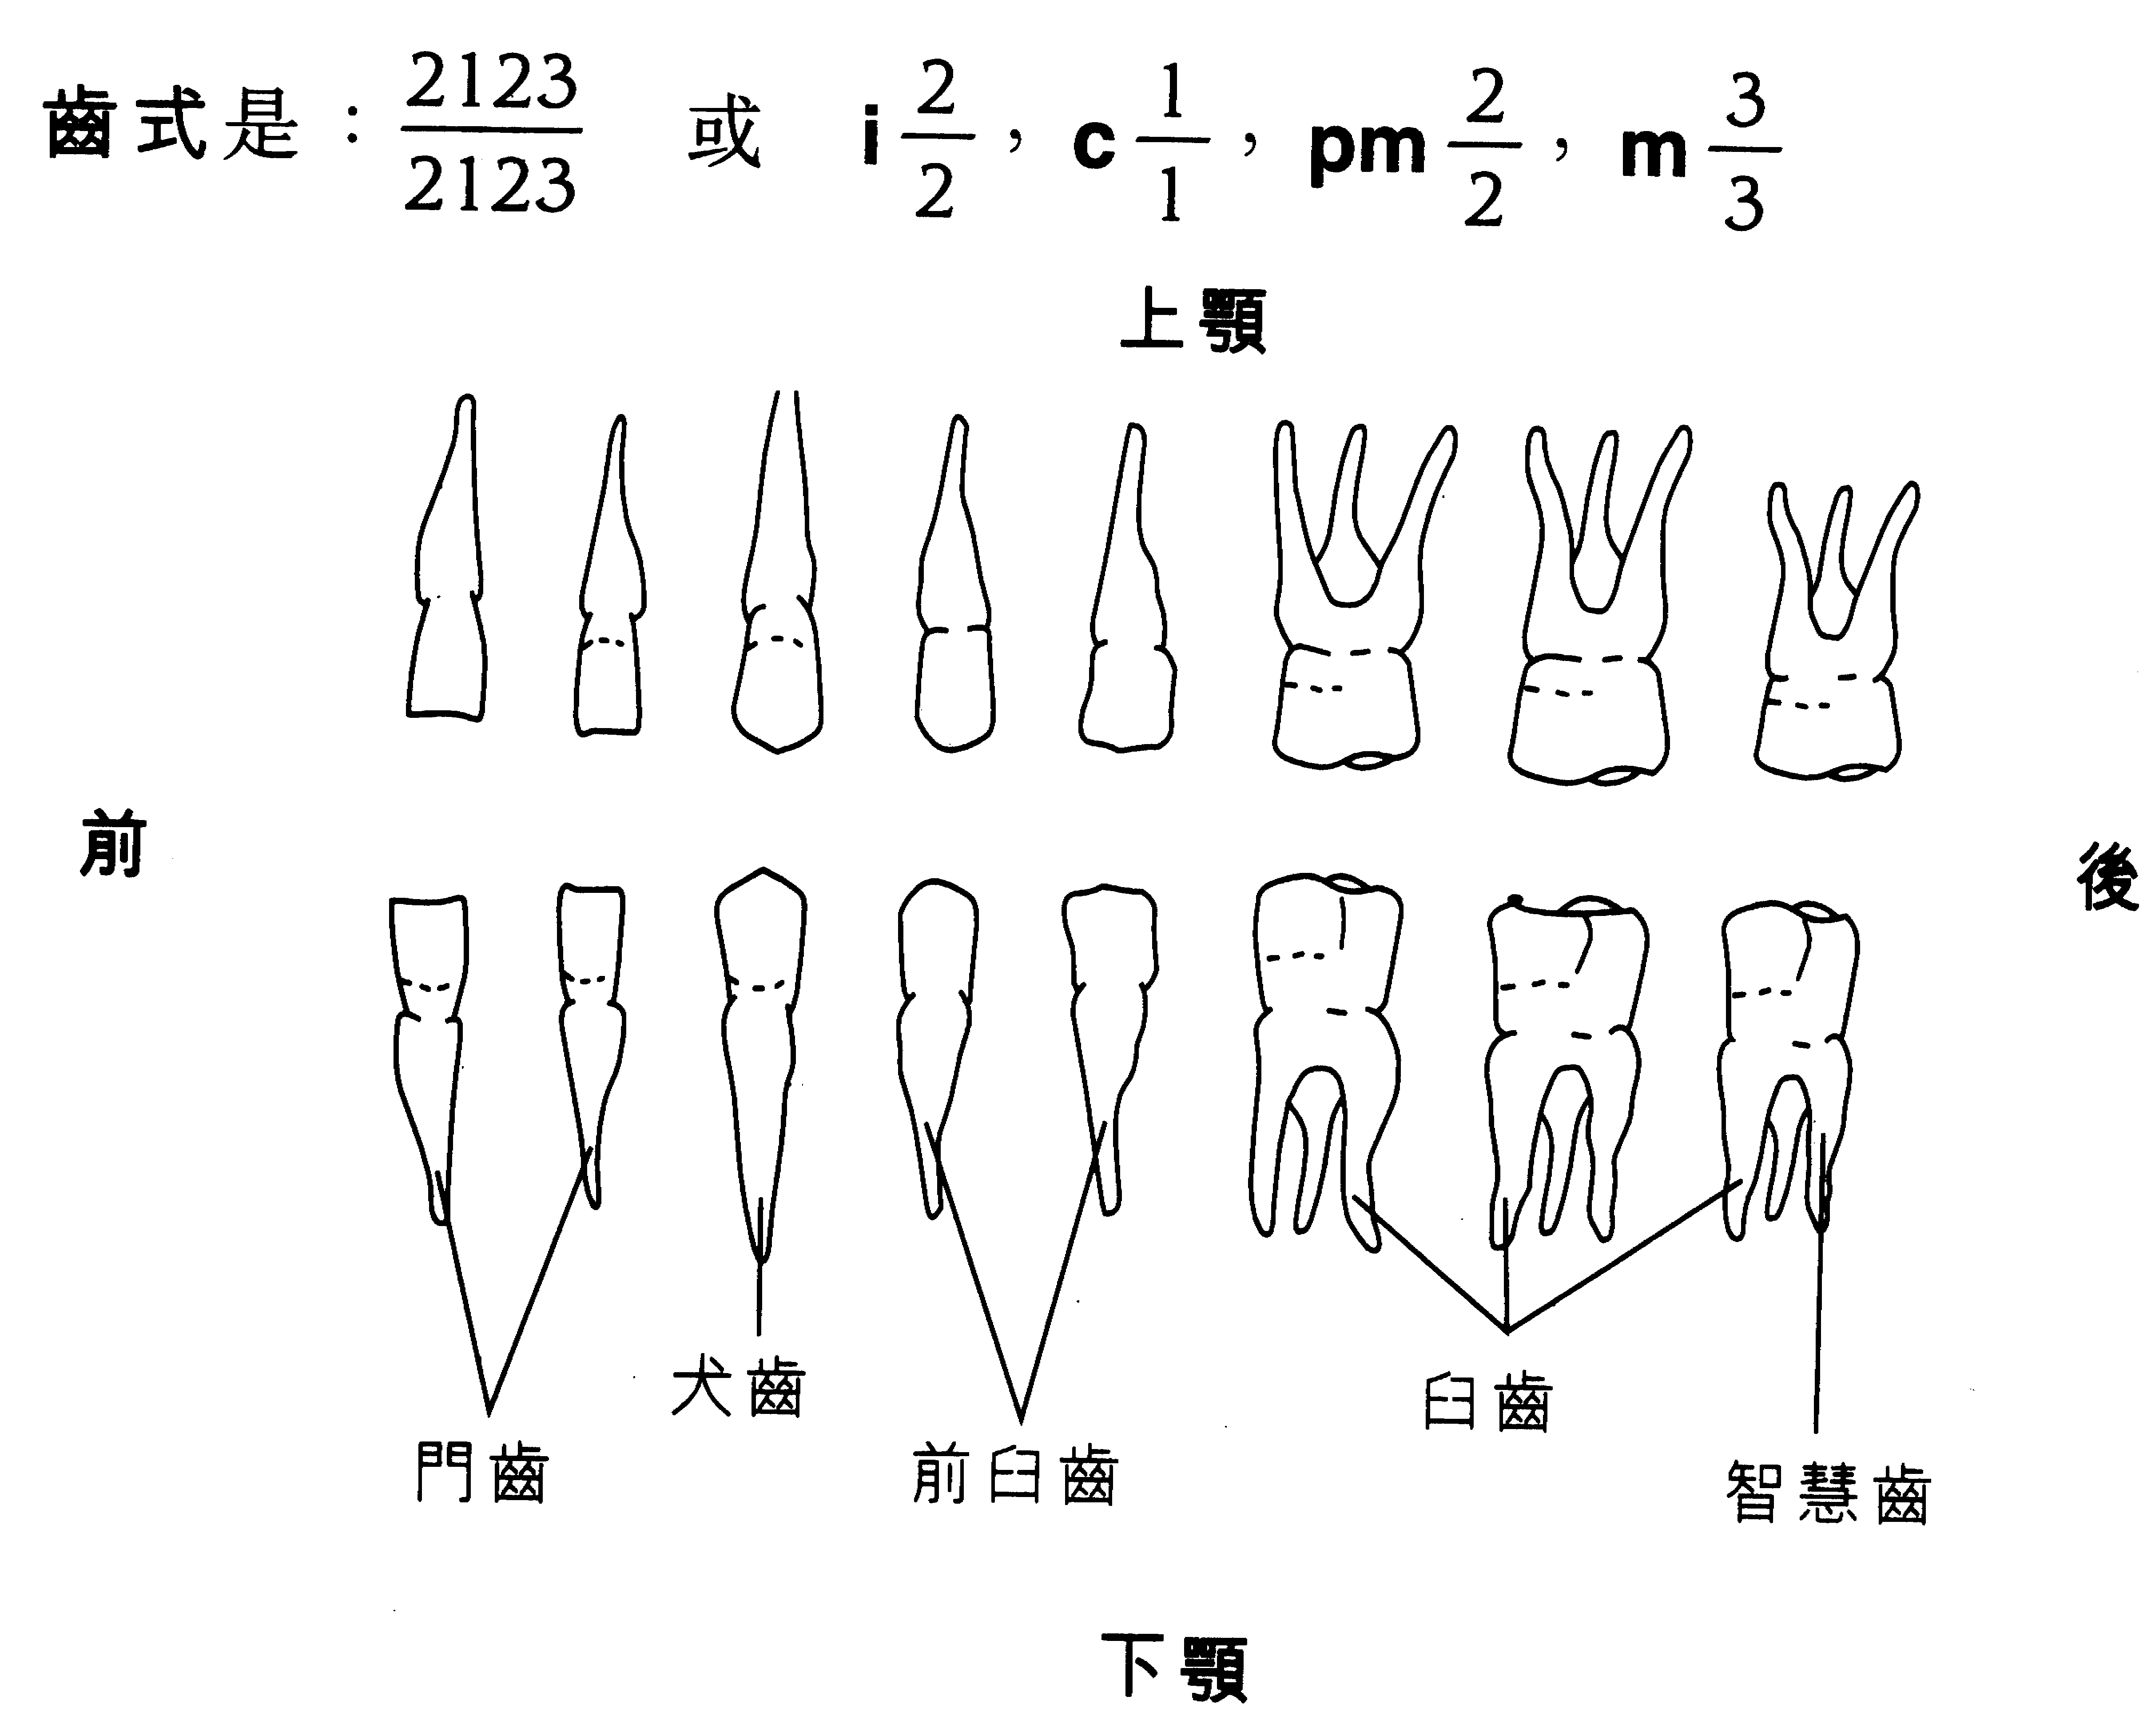 齒式是：2123/2123 或 i 2/2，c 1/1，pm 2/2，m 3/3
上顎
前
後
犬齒
臼齒
門齒
前臼齒
智慧齒
下顎